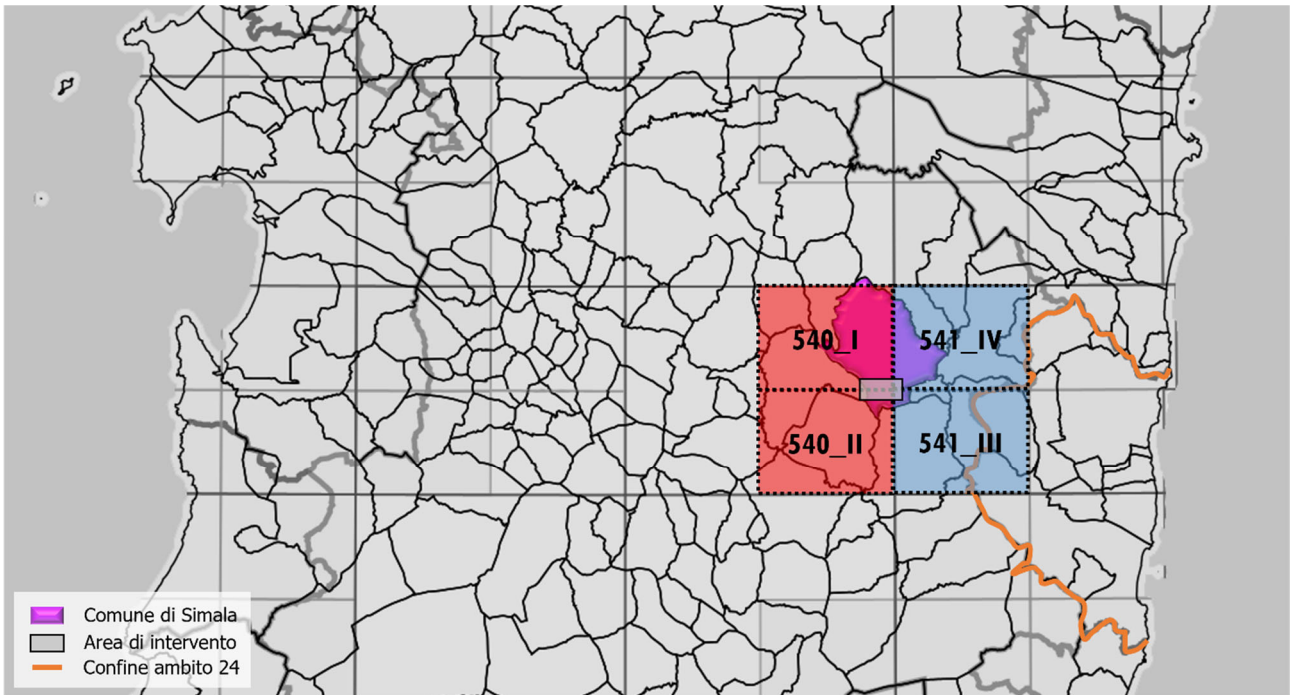 540_I
541_IV
540_II
541_III
Comune di Simala
Area di intervento
Confine ambito 24